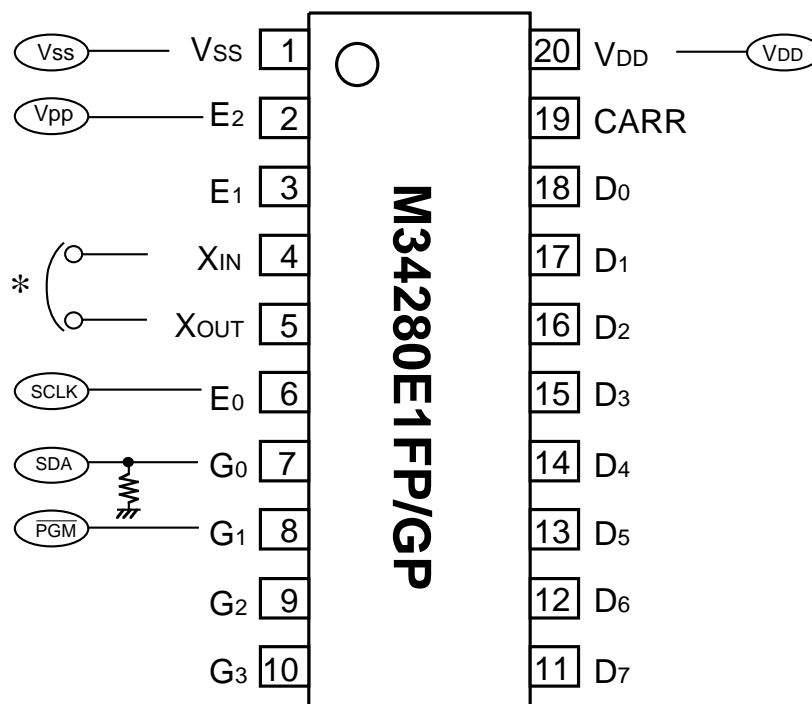 Vss VSS 1 20 VDD VDD
Vpp E2 2 19 CARR
E1 3 18 D0
XIN 4 17 D1
*
XOUT 5 16 D2
SCLK E0 6 15 D3
SDA G0 7 14 D4
PGM G1 8 13 D5
G2 9 12 D6
G3 10 11 D7
M34280E1FP/GP